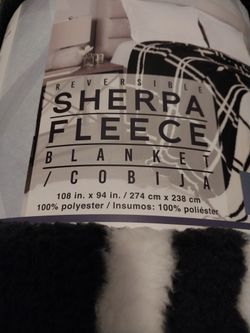 REVERSIBLE
SHERPA
FLEECE
BLANKET
/COBIJA
108 in. x 94 in. / 274 cm x 238 cm
100% polyester / Insumos: 100% poliéster